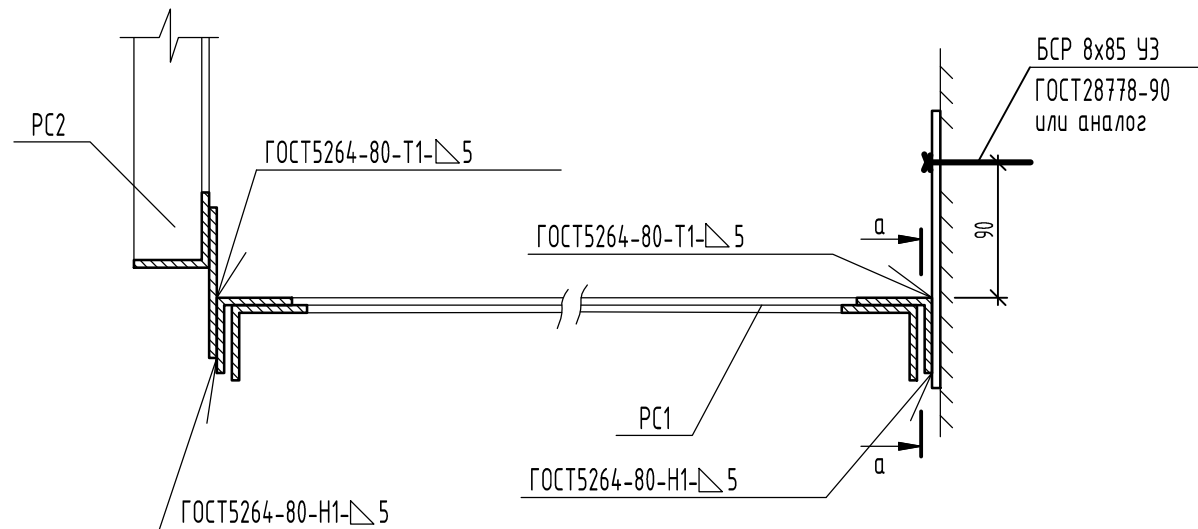 БСР 8х85 У3
ГОСТ28778-90
или аналог
РС2
ГОСТ5264-80-Т1-◺5
ГОСТ5264-80-Т1-◺5
а
90
РС1
а
ГОСТ5264-80-Н1-◺5
ГОСТ5264-80-Н1-◺5